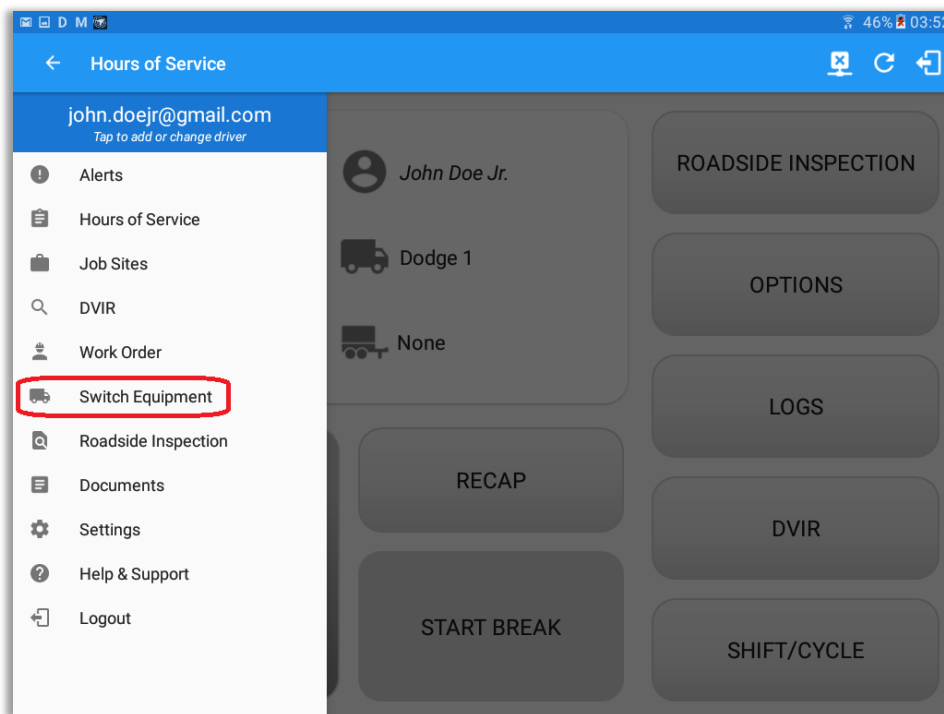 D M 46% 03:52
Hours of Service
john.doejr@gmail.com
Tap to add or change driver
Alerts
Hours of Service
Job Sites
DVIR
Work Order
Switch Equipment
Roadside Inspection
Documents
Settings
Help & Support
Logout
John Doe Jr.
Dodge 1
None
RECAP
START BREAK
ROADSIDE INSPECTION
OPTIONS
LOGS
DVIR
SHIFT/CYCLE